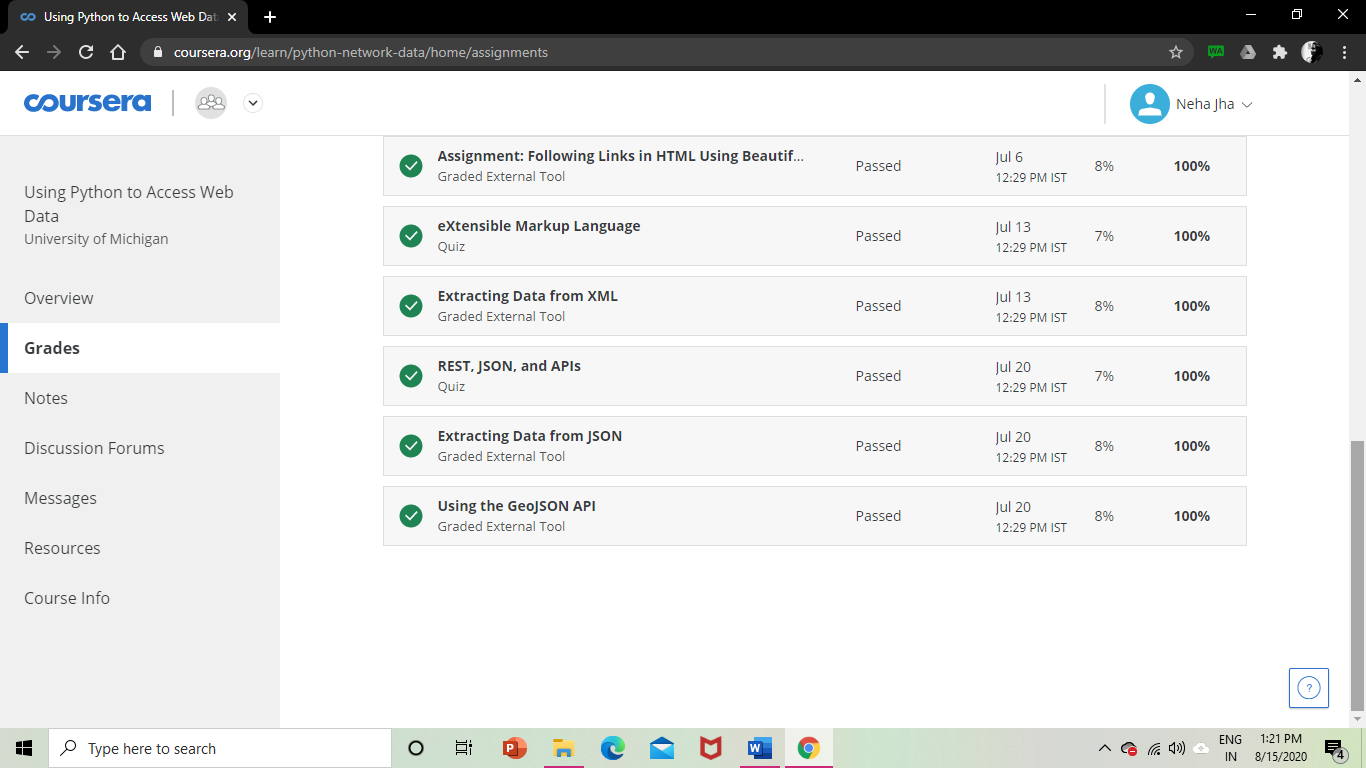 Using Python to Access Web Dat
coursera.org/learn/python-network-data/home/assignments
WA
coursera
Neha Jha
Using Python to Access Web
Data
University of Michigan
Overview
Grades
Notes
Discussion Forums
Messages
Resources
Course Info
Assignment: Following Links in HTML Using Beautif...
Graded External Tool
Passed
Jul 6
12:29 PM IST
8%
100%
eXtensible Markup Language
Quiz
Passed
Jul 13
12:29 PM IST
7%
100%
Extracting Data from XML
Graded External Tool
Passed
Jul 13
12:29 PM IST
8%
100%
REST, JSON, and APIs
Quiz
Passed
Jul 20
12:29 PM IST
7%
100%
Extracting Data from JSON
Graded External Tool
Passed
Jul 20
12:29 PM IST
8%
100%
Using the GeoJSON API
Graded External Tool
Passed
Jul 20
12:29 PM IST
8%
100%
?
Type here to search
ENG
IN
1:21 PM
8/15/2020
4